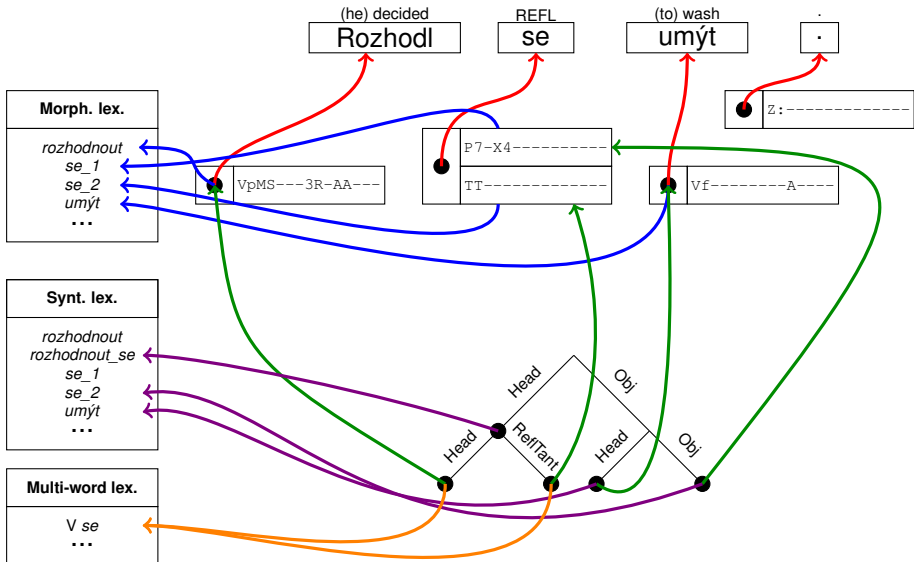 (he) decided REFL (to) wash .
Rozhodl se umýt .
Morph. lex.
rozhodnout
se_1
se_2
umýt
...
VpMS---3R-AA---
P7-X4----------
TT-------------
Vf--------A----
Z:-------------
Synt. lex.
rozhodnout
rozhodnout_se
se_1
se_2
umýt
...
Head
Obj
Head
ReflTant
Head
Obj
Multi-word lex.
V se
...